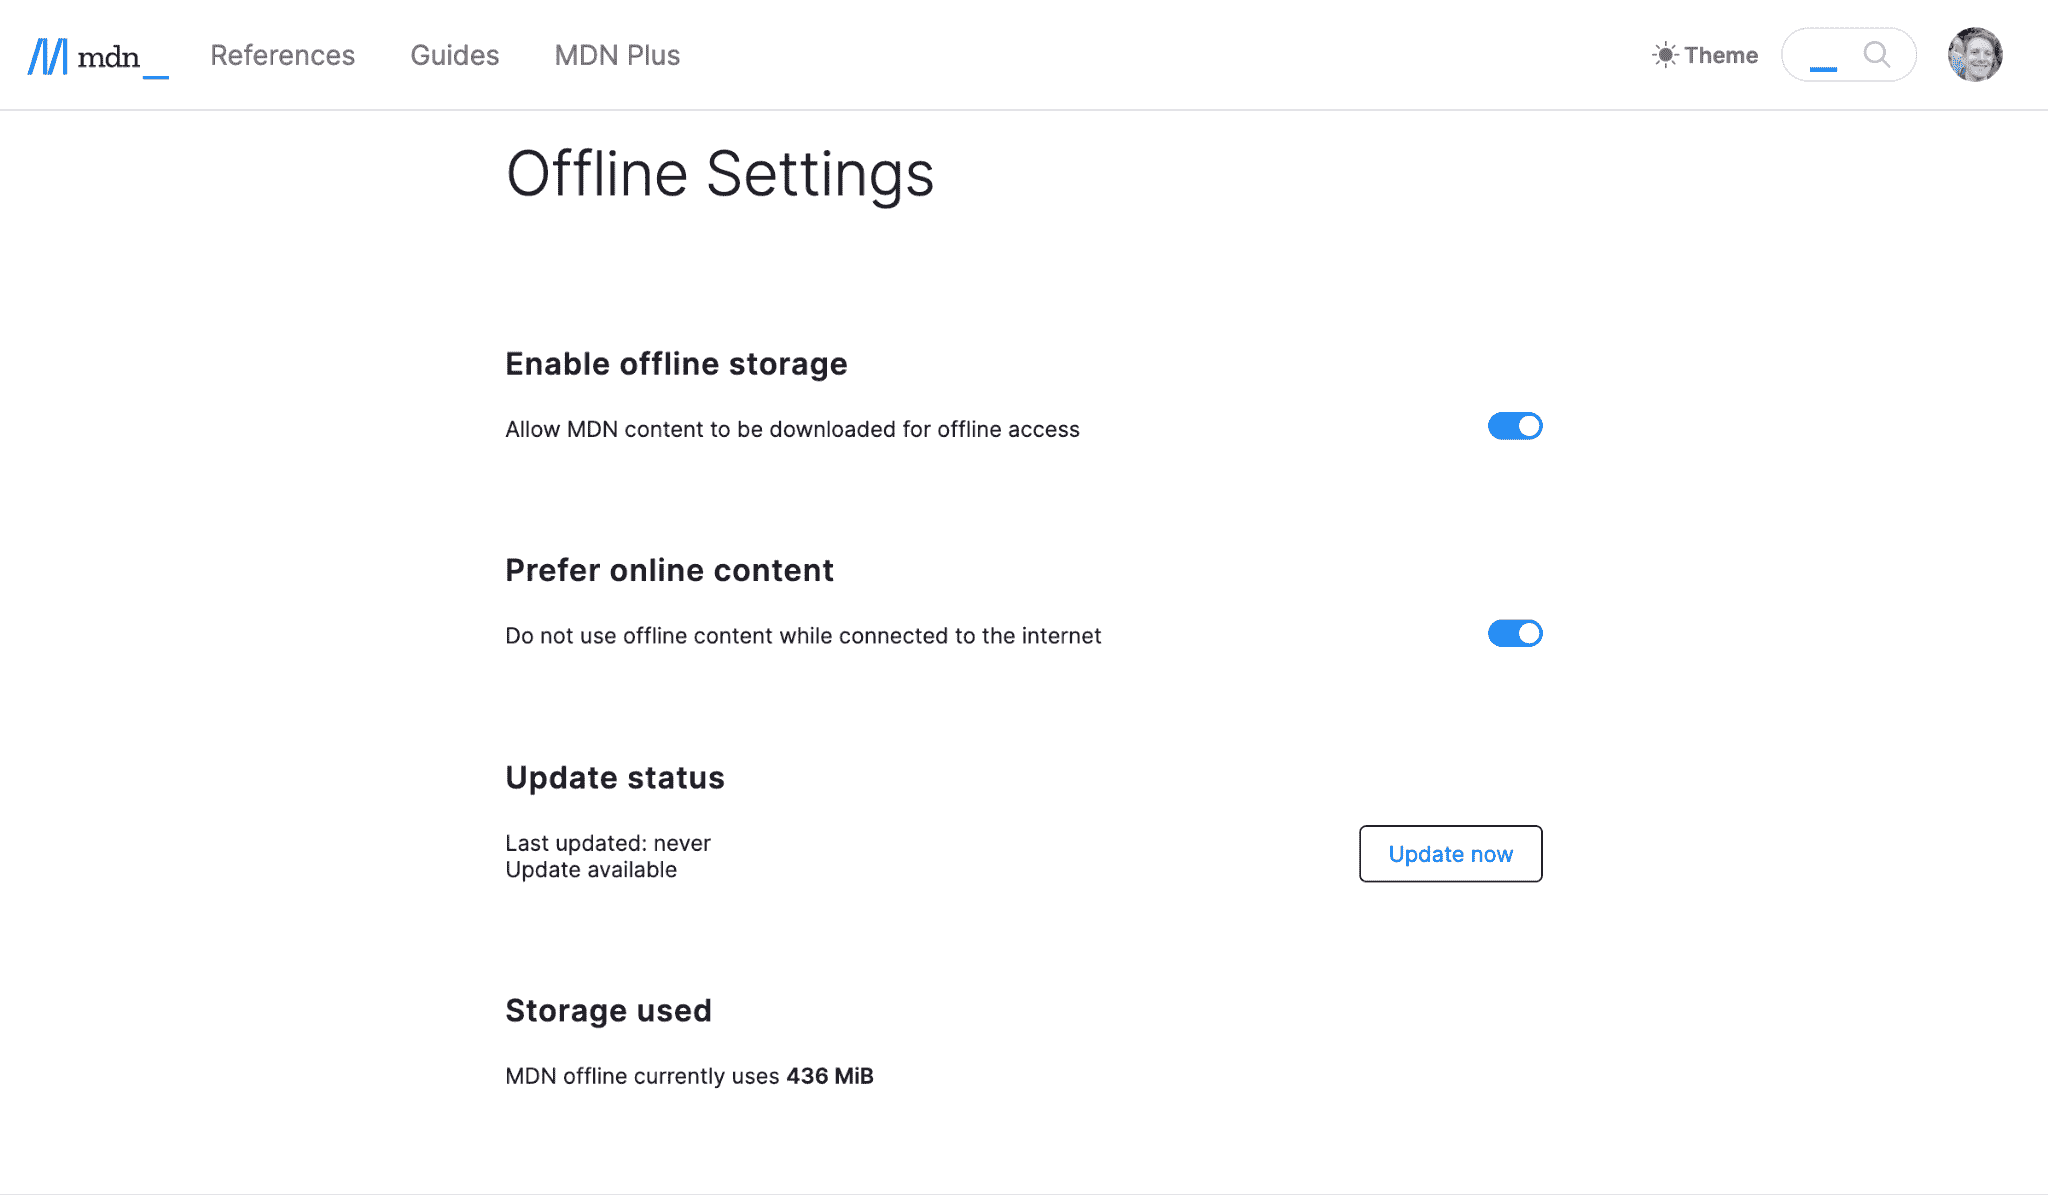 mdn_
References
Guides
MDN Plus
Theme
Offline Settings
Enable offline storage
Allow MDN content to be downloaded for offline access
Prefer online content
Do not use offline content while connected to the internet
Update status
Last updated: never
Update available
Update now
Storage used
MDN offline currently uses 436 MiB